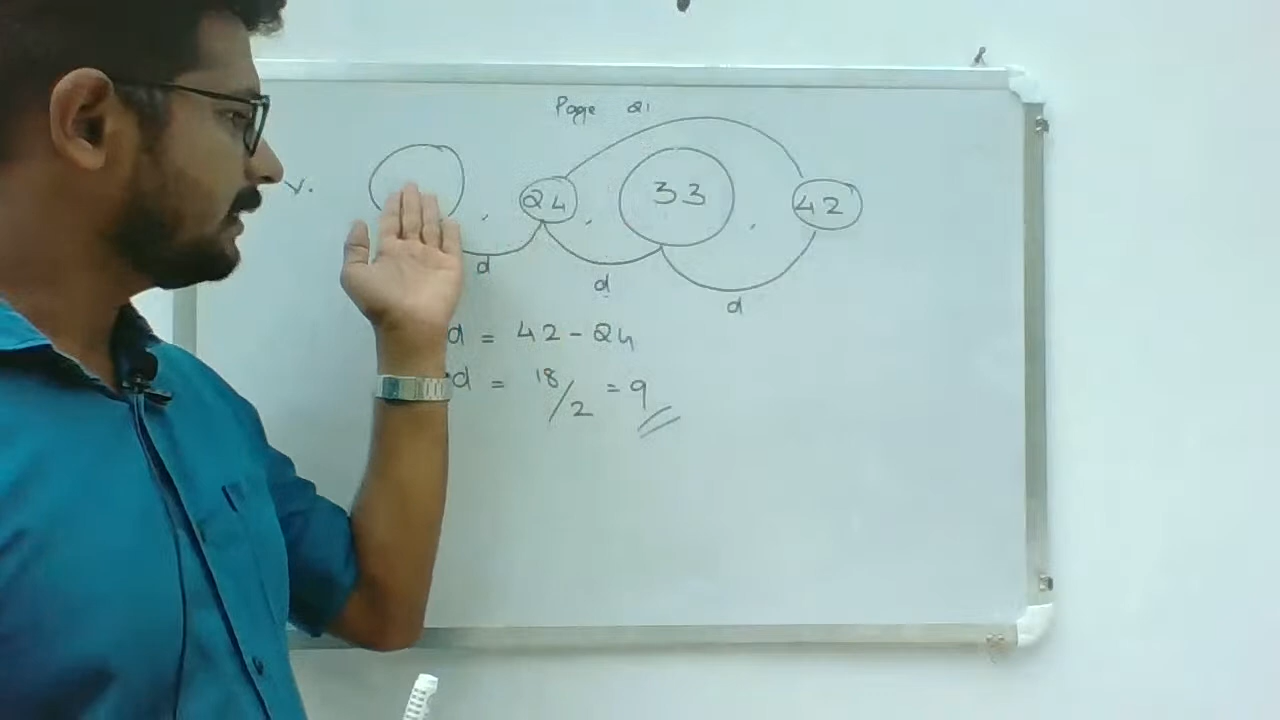 Page 21
v.
24 , 33 , 42
d d d
d = 42 - 24
d = 18/2 = 9